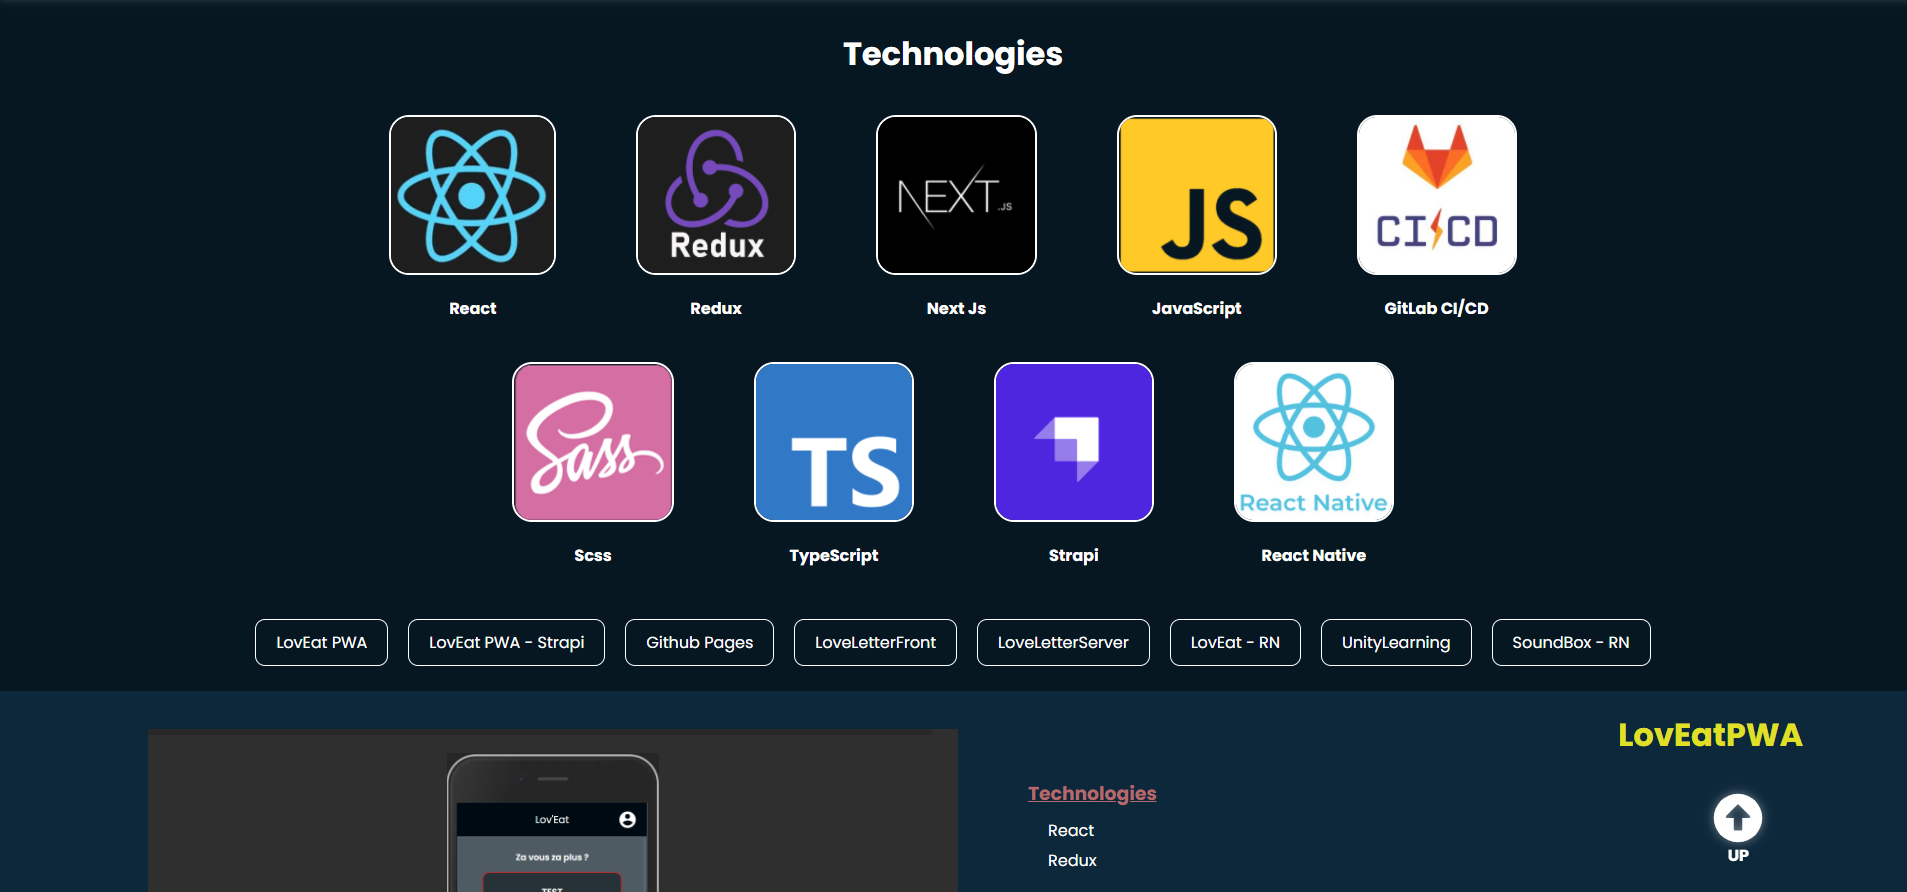 Technologies
Redux
NEXT.JS
JS
CI/CD
React
Redux
Next Js
JavaScript
GitLab CI/CD
Sass
TS
React Native
Scss
TypeScript
Strapi
React Native
LovEat PWA
LovEat PWA - Strapi
Github Pages
LoveLetterFront
LoveLetterServer
LovEat - RN
UnityLearning
SoundBox - RN
LovEatPWA
Lov'Eat
Za vous za plus ?
TEST
Technologies
React
Redux
UP